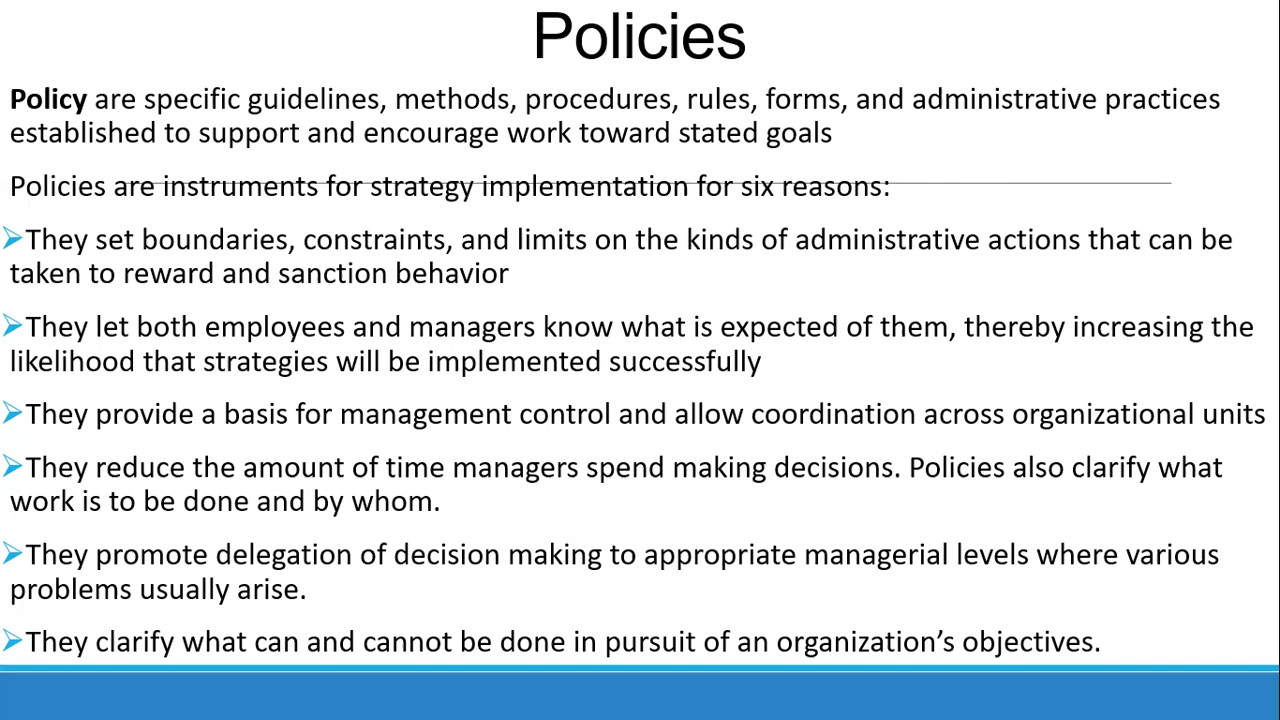 Policies
Policy are specific guidelines, methods, procedures, rules, forms, and administrative practices
established to support and encourage work toward stated goals
Policies are instruments for strategy implementation for six reasons:
➢They set boundaries, constraints, and limits on the kinds of administrative actions that can be
taken to reward and sanction behavior
➢They let both employees and managers know what is expected of them, thereby increasing the
likelihood that strategies will be implemented successfully
➢They provide a basis for management control and allow coordination across organizational units
➢They reduce the amount of time managers spend making decisions. Policies also clarify what
work is to be done and by whom.
➢They promote delegation of decision making to appropriate managerial levels where various
problems usually arise.
➢They clarify what can and cannot be done in pursuit of an organization’s objectives.